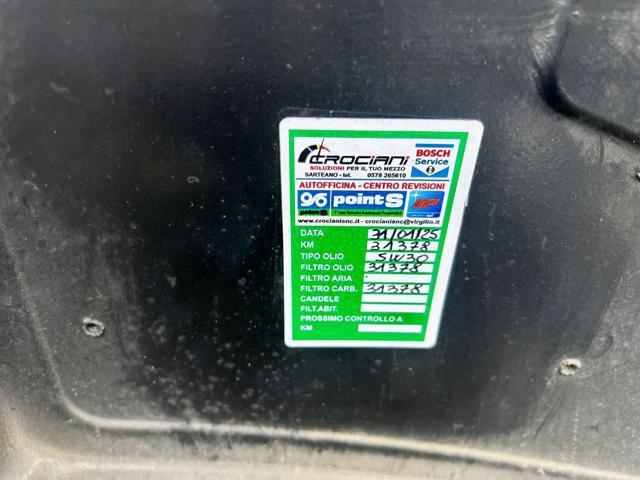 CROCIANI
SOLUZIONI PER IL TUO MEZZO
SARTEANO - tel. 0578 265610
BOSCH
Service
AUTOFFICINA - CENTRO REVISIONI
96 pointS
pointS
www.crocianisnc.it - crocianisnc@virgilio.it
DATA 31/01/25
KM 31378
TIPO OLIO 5W30
FILTRO OLIO 31378
FILTRO ARIA -
FILTRO CARB. 31378
CANDELE
FILT.ABIT.
PROSSIMO CONTROLLO A
KM